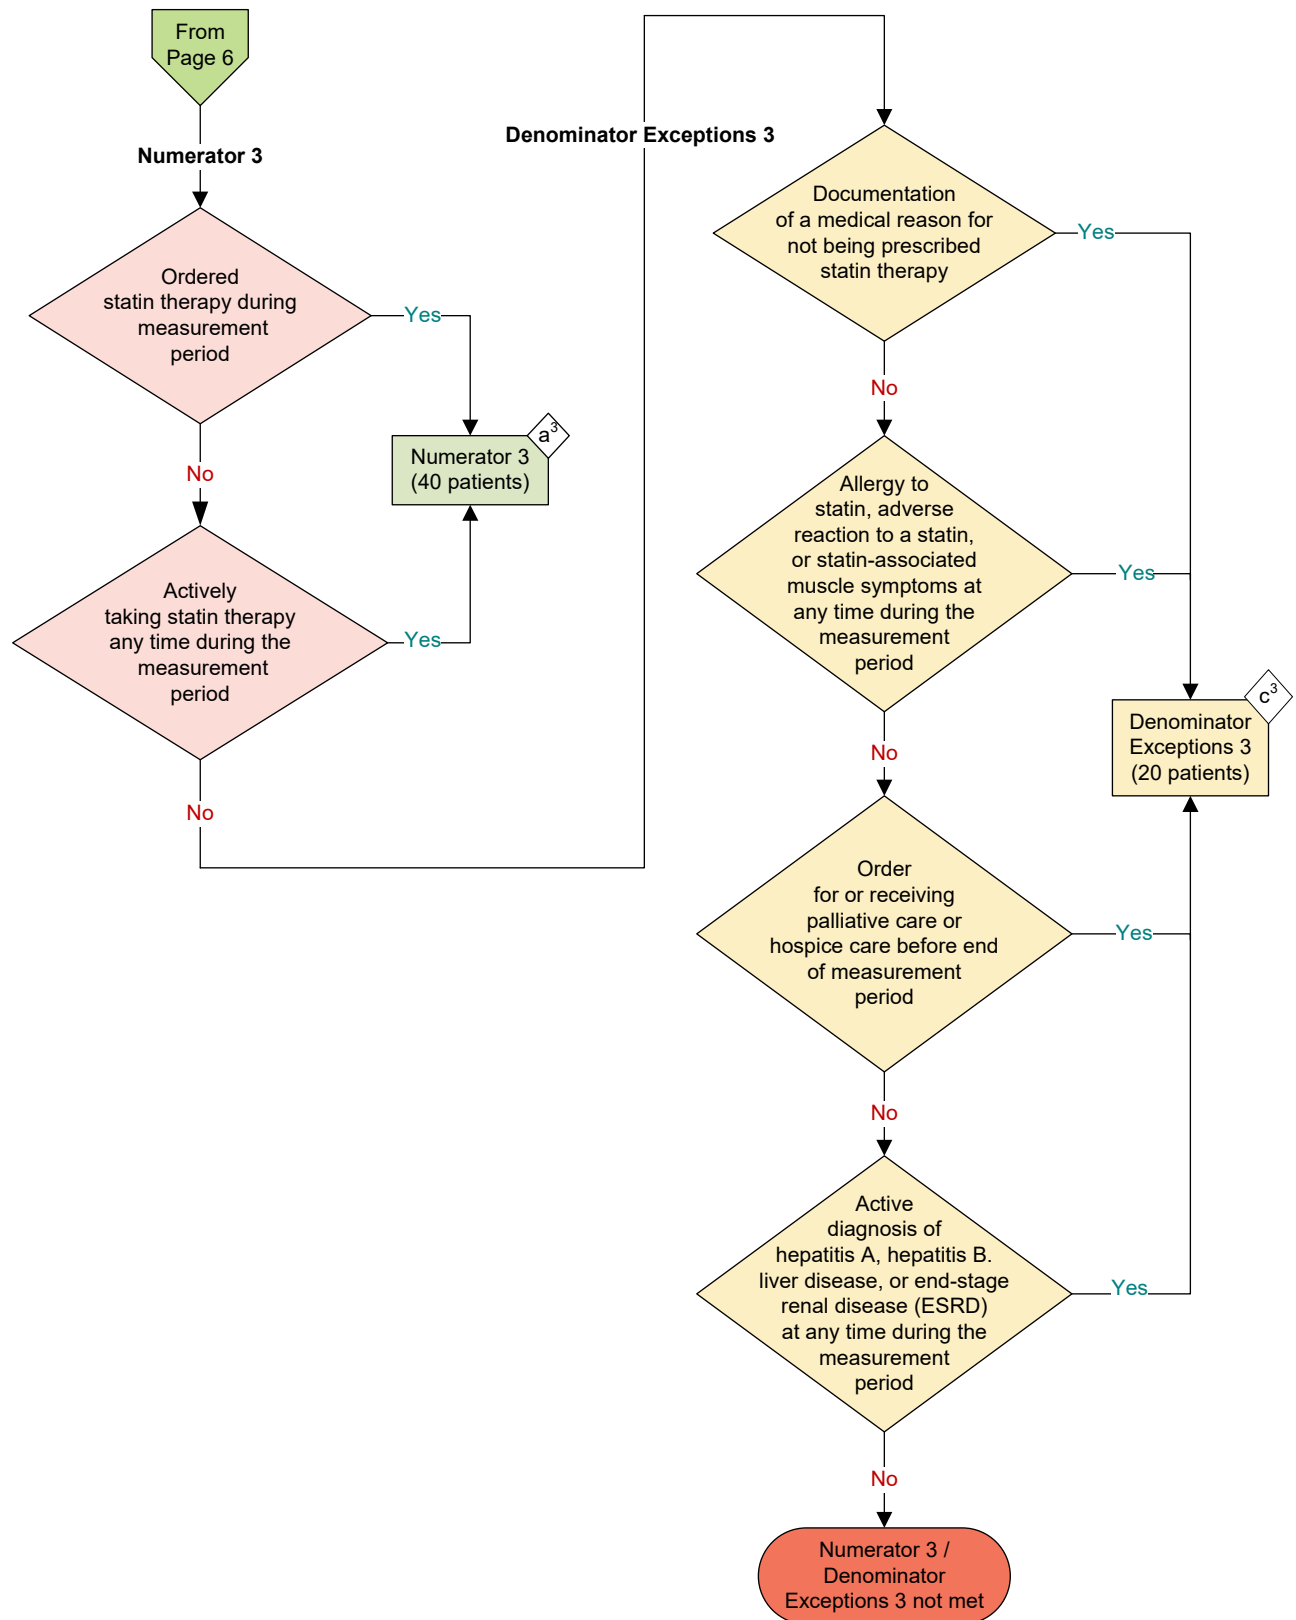 From
Page 6
Numerator 3
Ordered
statin therapy during
measurement
period
Yes
No
a³
Numerator 3
(40 patients)
Actively
taking statin therapy
any time during the
measurement
period
Yes
No
Denominator Exceptions 3
Documentation
of a medical reason for
not being prescribed
statin therapy
Yes
No
Allergy to
statin, adverse
reaction to a statin,
or statin-associated
muscle symptoms at
any time during the
measurement
period
Yes
No
c³
Denominator
Exceptions 3
(20 patients)
Order
for or receiving
palliative care or
hospice care before end
of measurement
period
Yes
No
Active
diagnosis of
hepatitis A, hepatitis B.
liver disease, or end-stage
renal disease (ESRD)
at any time during the
measurement
period
Yes
No
Numerator 3 /
Denominator
Exceptions 3 not met